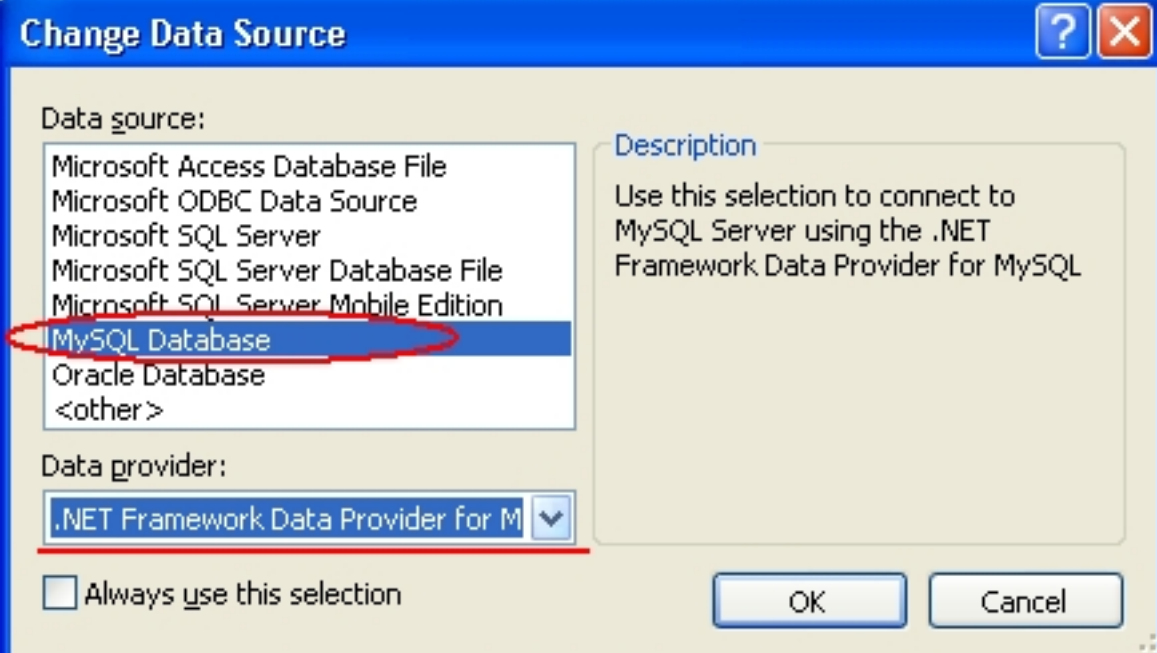 Change Data Source
Data source:
Microsoft Access Database File
Microsoft ODBC Data Source
Microsoft SQL Server
Microsoft SQL Server Database File
Microsoft SQL Server Mobile Edition
MySQL Database
Oracle Database
<other>
Data provider:
.NET Framework Data Provider for M
Always use this selection
Description
Use this selection to connect to
MySQL Server using the .NET
Framework Data Provider for MySQL
OK
Cancel